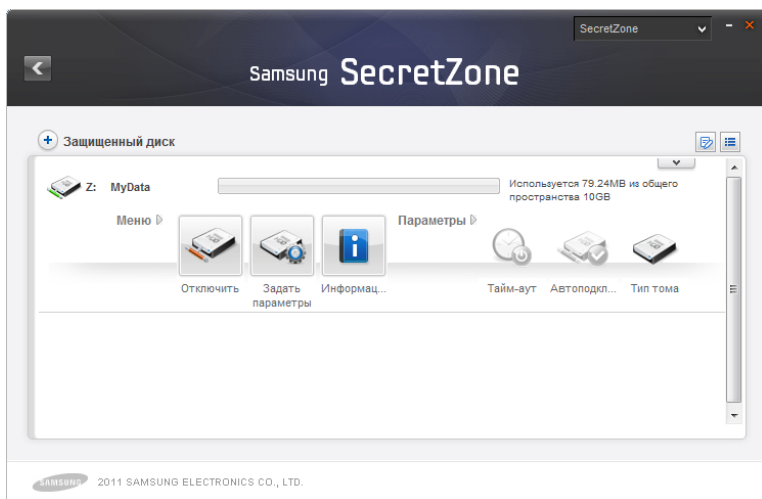 SecretZone
Samsung SecretZone
Защищенный диск
Z: MyData
Используется 79.24MB из общего
пространства 10GB
Меню
Параметры
Отключить
Задать
параметры
Информац...
Тайм-аут
Автоподкл...
Тип тома
SAMSUNG
2011 SAMSUNG ELECTRONICS CO., LTD.